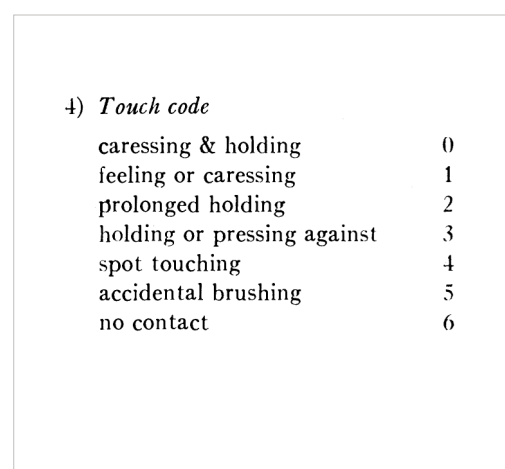 4) Touch code
caressing & holding 0
feeling or caressing 1
prolonged holding 2
holding or pressing against 3
spot touching 4
accidental brushing 5
no contact 6